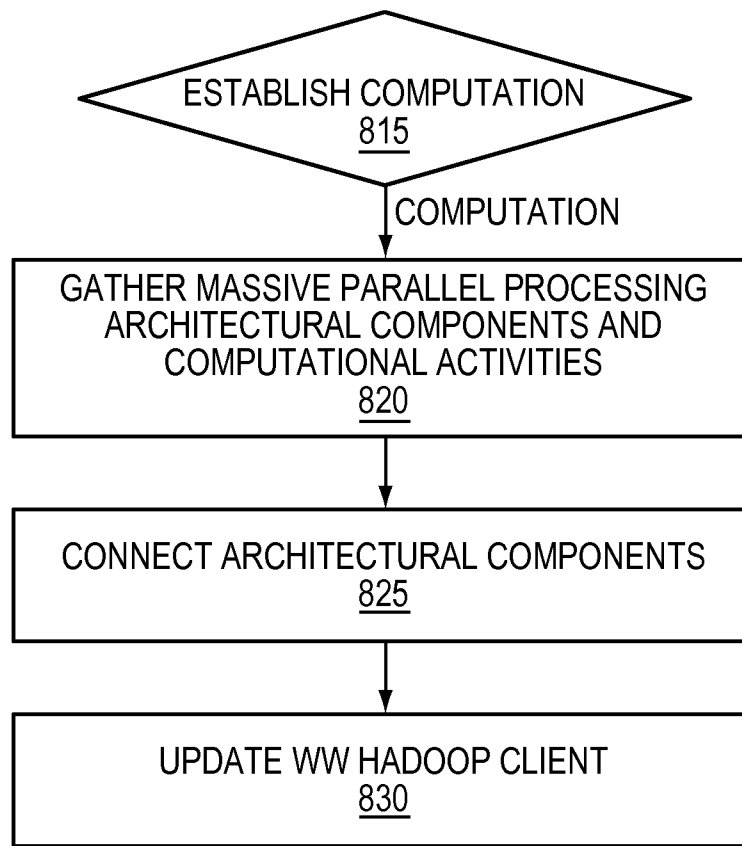 ESTABLISH COMPUTATION
815
COMPUTATION
GATHER MASSIVE PARALLEL PROCESSING
ARCHITECTURAL COMPONENTS AND
COMPUTATIONAL ACTIVITIES
820
CONNECT ARCHITECTURAL COMPONENTS
825
UPDATE WW HADOOP CLIENT
830